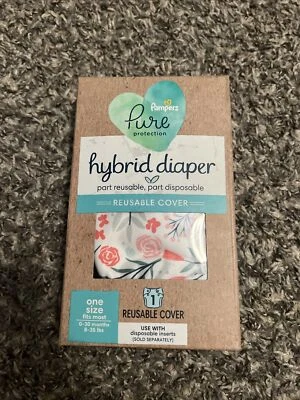 Pampers
Pure
protection
hybrid diaper
part reusable, part disposable
REUSABLE COVER
one
size
fits most
0-30 months
8-36 lbs
1
REUSABLE COVER
USE WITH
disposable inserts
(SOLD SEPARATELY)